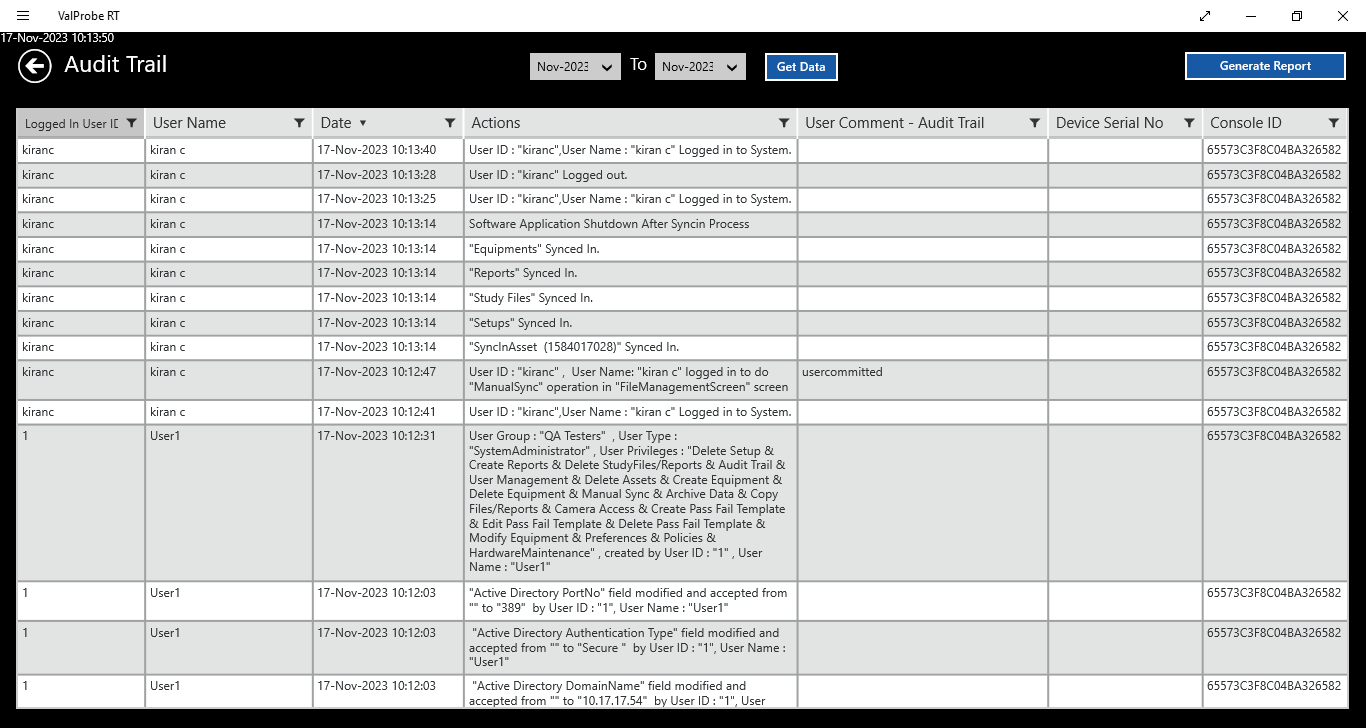 ValProbe RT
17-Nov-2023 10:13:50
Audit Trail
Nov-2023
To
Nov-2023
Get Data
Generate Report
Logged In User ID User Name Date Actions User Comment - Audit Trail Device Serial No Console ID
kiranc kiran c 17-Nov-2023 10:13:40 User ID : "kiranc",User Name : "kiran c" Logged in to System. 65573C3F8C04BA326582
kiranc kiran c 17-Nov-2023 10:13:28 User ID : "kiranc" Logged out. 65573C3F8C04BA326582
kiranc kiran c 17-Nov-2023 10:13:25 User ID : "kiranc",User Name : "kiran c" Logged in to System. 65573C3F8C04BA326582
kiranc kiran c 17-Nov-2023 10:13:14 Software Application Shutdown After Syncin Process 65573C3F8C04BA326582
kiranc kiran c 17-Nov-2023 10:13:14 "Equipments" Synced In. 65573C3F8C04BA326582
kiranc kiran c 17-Nov-2023 10:13:14 "Reports" Synced In. 65573C3F8C04BA326582
kiranc kiran c 17-Nov-2023 10:13:14 "Study Files" Synced In. 65573C3F8C04BA326582
kiranc kiran c 17-Nov-2023 10:13:14 "Setups" Synced In. 65573C3F8C04BA326582
kiranc kiran c 17-Nov-2023 10:13:14 "SyncInAsset (1584017028)" Synced In. 65573C3F8C04BA326582
kiranc kiran c 17-Nov-2023 10:12:47 User ID : "kiranc" , User Name: "kiran c" logged in to do usercommitted 65573C3F8C04BA326582
"ManualSync" operation in "FileManagementScreen" screen
kiranc kiran c 17-Nov-2023 10:12:41 User ID : "kiranc",User Name : "kiran c" Logged in to System. 65573C3F8C04BA326582
1 User1 17-Nov-2023 10:12:31 User Group : "QA Testers" , User Type : 65573C3F8C04BA326582
"SystemAdministrator" , User Privileges : "Delete Setup &
Create Reports & Delete StudyFiles/Reports & Audit Trail &
User Management & Delete Assets & Create Equipment &
Delete Equipment & Manual Sync & Archive Data & Copy
Files/Reports & Camera Access & Create Pass Fail Template
& Edit Pass Fail Template & Delete Pass Fail Template &
Modify Equipment & Preferences & Policies &
HardwareMaintenance" , created by User ID : "1" , User
Name : "User1"
1 User1 17-Nov-2023 10:12:03 "Active Directory PortNo" field modified and accepted from 65573C3F8C04BA326582
"" to "389" by User ID : "1", User Name : "User1"
1 User1 17-Nov-2023 10:12:03 "Active Directory Authentication Type" field modified and 65573C3F8C04BA326582
accepted from "" to "Secure " by User ID : "1", User Name :
"User1"
1 User1 17-Nov-2023 10:12:03 "Active Directory DomainName" field modified and 65573C3F8C04BA326582
accepted from "" to "10.17.17.54" by User ID : "1", User